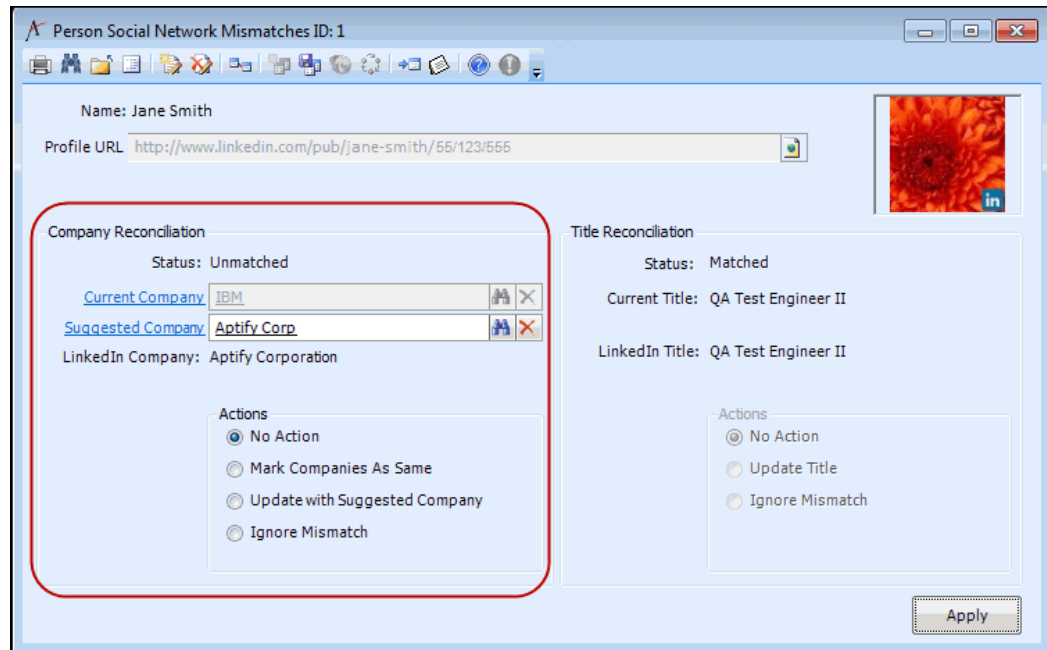 Person Social Network Mismatches ID: 1
Name: Jane Smith
Profile URL http://www.linkedin.com/pub/jane-smith/55/123/555
in
Company Reconciliation
Status: Unmatched
Current Company IBM
Suggested Company Aptify Corp
LinkedIn Company: Aptify Corporation
Actions
No Action
Mark Companies As Same
Update with Suggested Company
Ignore Mismatch
Title Reconciliation
Status: Matched
Current Title: QA Test Engineer II
LinkedIn Title: QA Test Engineer II
Actions
No Action
Update Title
Ignore Mismatch
Apply